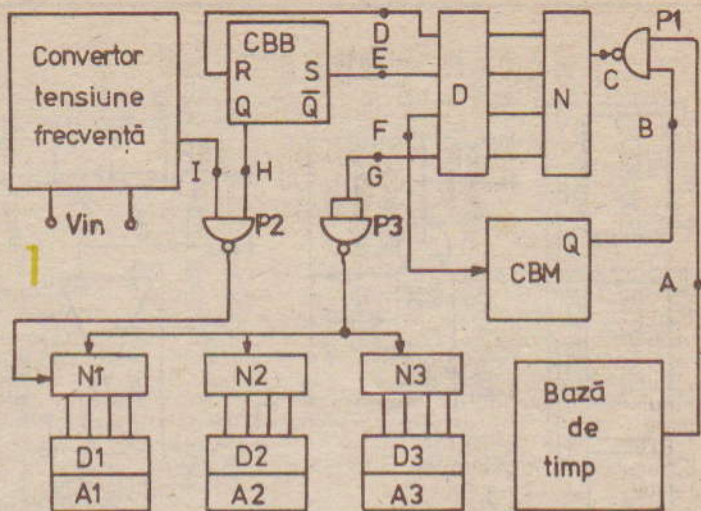 Convertor
tensiune
frecvență
Vin
1
CBB
R S
Q Q̅
D
E
F
G
D
N
C
P1
B
A
I
H
P2
P3
Q
CBM
N1
N2
N3
D1
D2
D3
A1
A2
A3
Bază
de
timp